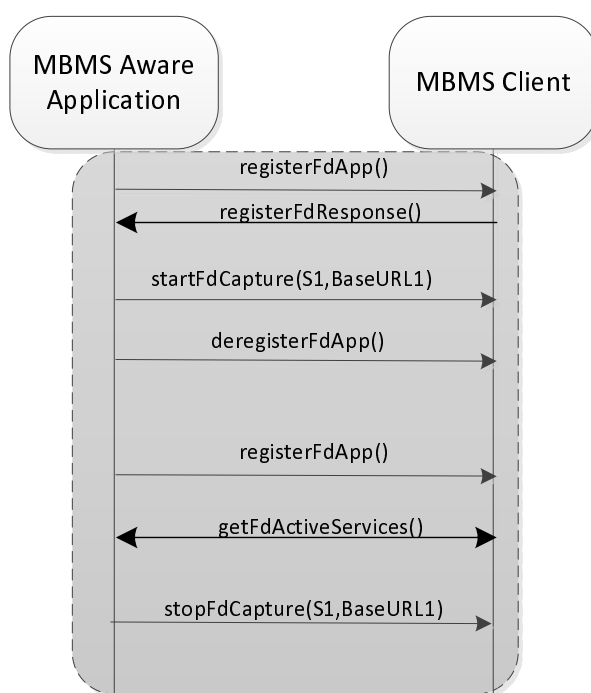 MBMS Aware
Application
MBMS Client
registerFdApp()
registerFdResponse()
startFdCapture(S1,BaseURL1)
deregisterFdApp()
registerFdApp()
getFdActiveServices()
stopFdCapture(S1,BaseURL1)